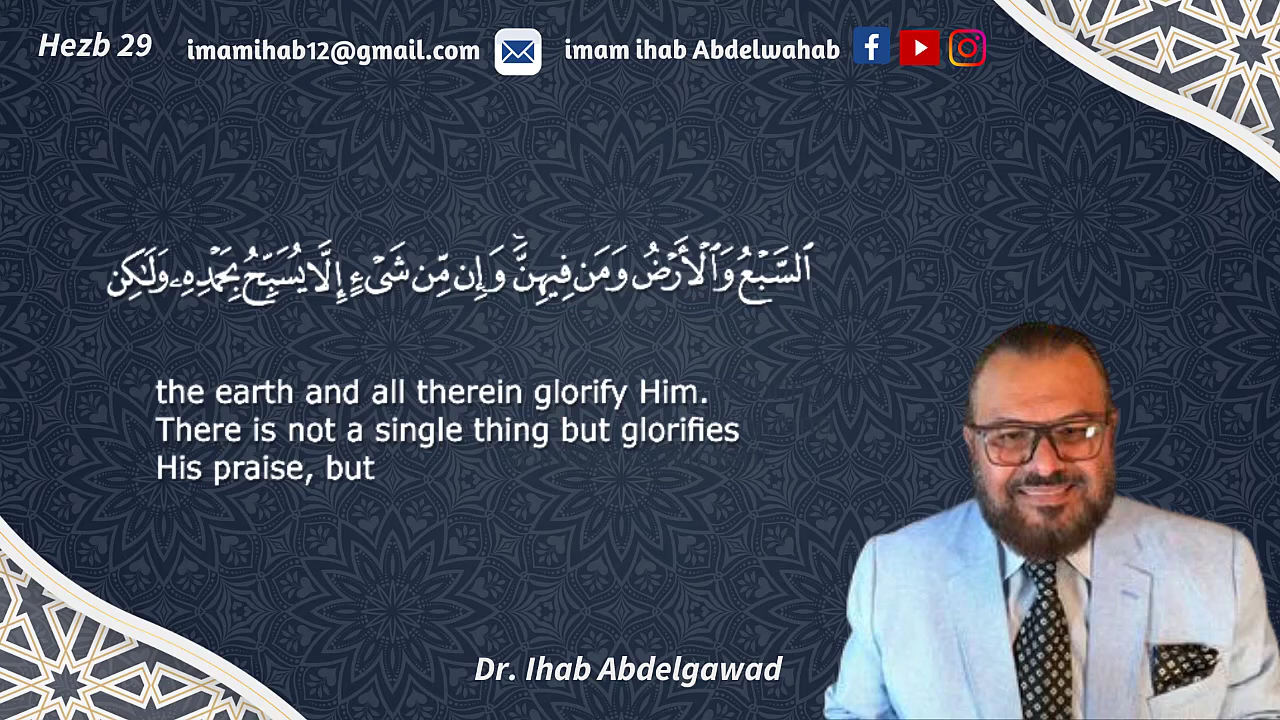 Hezb 29
imamihab12@gmail.com
imam ihab Abdelwahab
ٱلسَّبْعُ وَٱلْأَرْضُ وَمَن فِيهِنَّۚ وَإِن مِّن شَىْءٍ إِلَّا يُسَبِّحُ بِحَمْدِهِۦ وَلَـٰكِن
the earth and all therein glorify Him.
There is not a single thing but glorifies
His praise, but
Dr. Ihab Abdelgawad